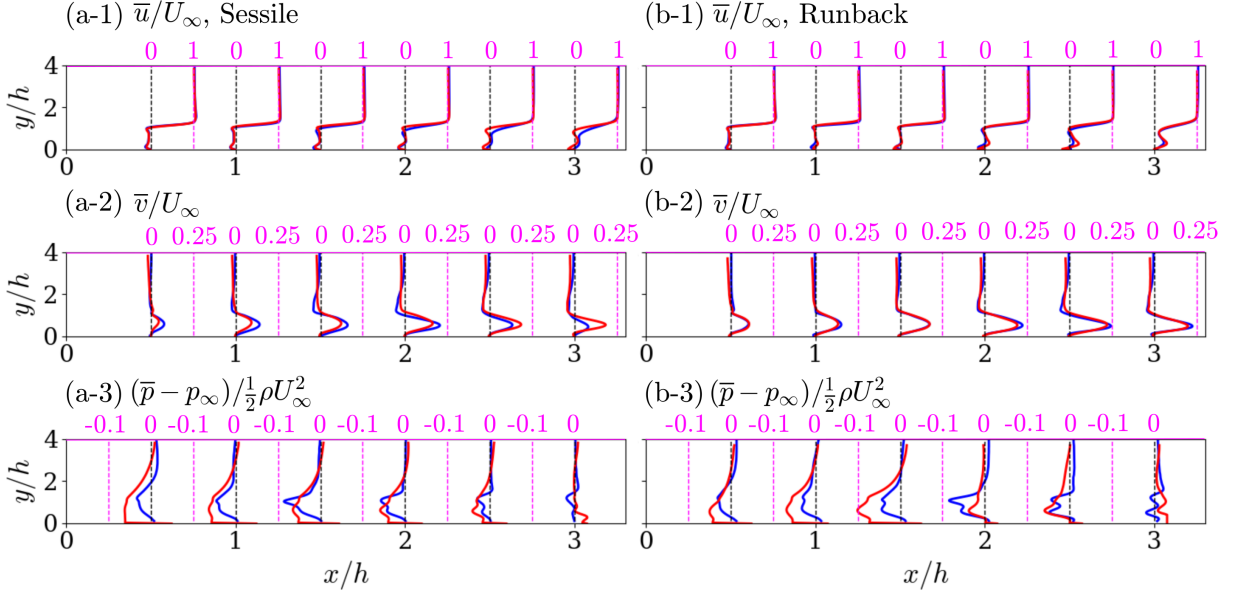 (a-1) u̅/U∞, Sessile
0 1 0 1 0 1 0 1 0 1 0 1
4
2
0
y/h
0 1 2 3
(b-1) u̅/U∞, Runback
0 1 0 1 0 1 0 1 0 1 0 1
4
2
0
y/h
0 1 2 3
(a-2) v̅/U∞
0 0.25 0 0.25 0 0.25 0 0.25 0 0.25 0 0.25
4
2
0
y/h
0 1 2 3
(b-2) v̅/U∞
0 0.25 0 0.25 0 0.25 0 0.25 0 0.25 0 0.25
4
2
0
y/h
0 1 2 3
(a-3) (p̅ − p∞)/½ρU∞²
-0.1 0 -0.1 0 -0.1 0 -0.1 0 -0.1 0 -0.1 0
4
2
0
y/h
0 1 2 3
x/h
(b-3) (p̅ − p∞)/½ρU∞²
-0.1 0 -0.1 0 -0.1 0 -0.1 0 -0.1 0 -0.1 0
4
2
0
y/h
0 1 2 3
x/h